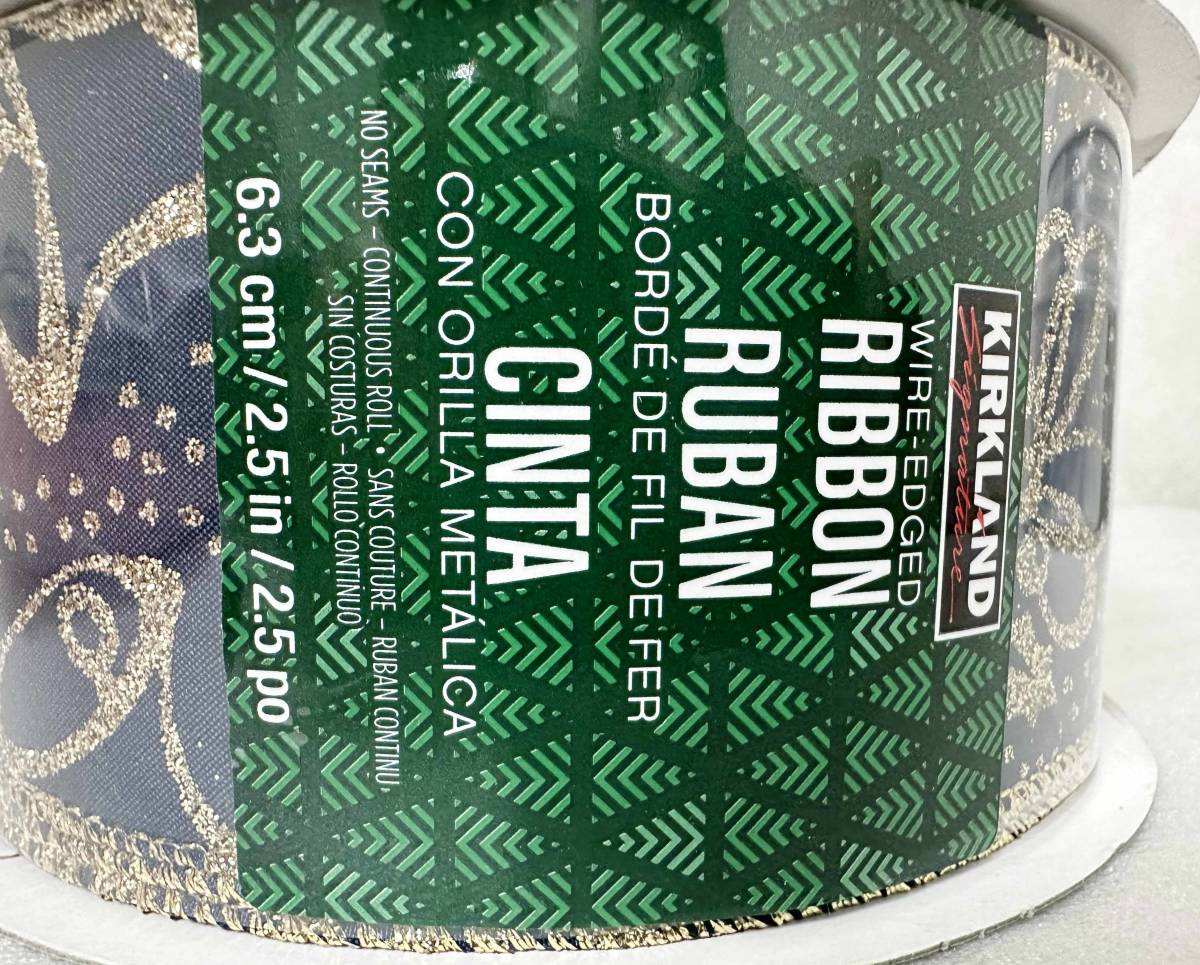 KIRKLAND
Signature
WIRE-EDGED
RIBBON
RUBAN
BORDÉ DE FIL DE FER
CINTA
CON ORILLA METÁLICA
NO SEAMS – CONTINUOUS ROLL • SANS COUTURE – RUBAN CONTINU
SIN COSTURAS – ROLLO CONTINUO
6.3 cm / 2.5 in / 2.5 po